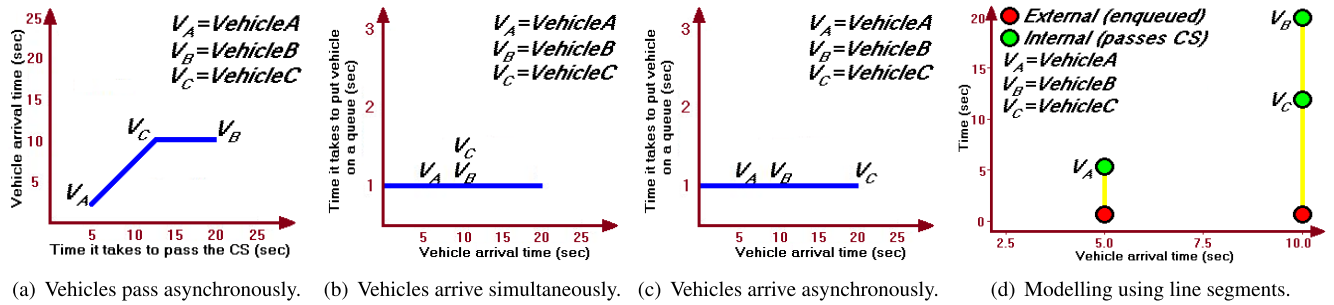 Vehicle arrival time (sec)
25
20
15
10
5
V_A=VehicleA
V_B=VehicleB
V_C=VehicleC
V_A
V_C
V_B
5 10 15 20 25
Time it takes to pass the CS (sec)
(a) Vehicles pass asynchronously.
Time it takes to put vehicle
on a queue (sec)
3
2
1
V_A=VehicleA
V_B=VehicleB
V_C=VehicleC
V_C
V_A V_B
5 10 15 20 25
Vehicle arrival time (sec)
(b) Vehicles arrive simultaneously.
Time it takes to put vehicle
on a queue (sec)
3
2
1
V_A=VehicleA
V_B=VehicleB
V_C=VehicleC
V_A V_B V_C
5 10 15 20 25
Vehicle arrival time (sec)
(c) Vehicles arrive asynchronously.
Time (sec)
20
15
10
5
0
External (enqueued)
Internal (passes CS)
V_A=VehicleA
V_B=VehicleB
V_C=VehicleC
V_B
V_C
V_A
2.5 5.0 7.5 10.0
Vehicle arrival time (sec)
(d) Modelling using line segments.